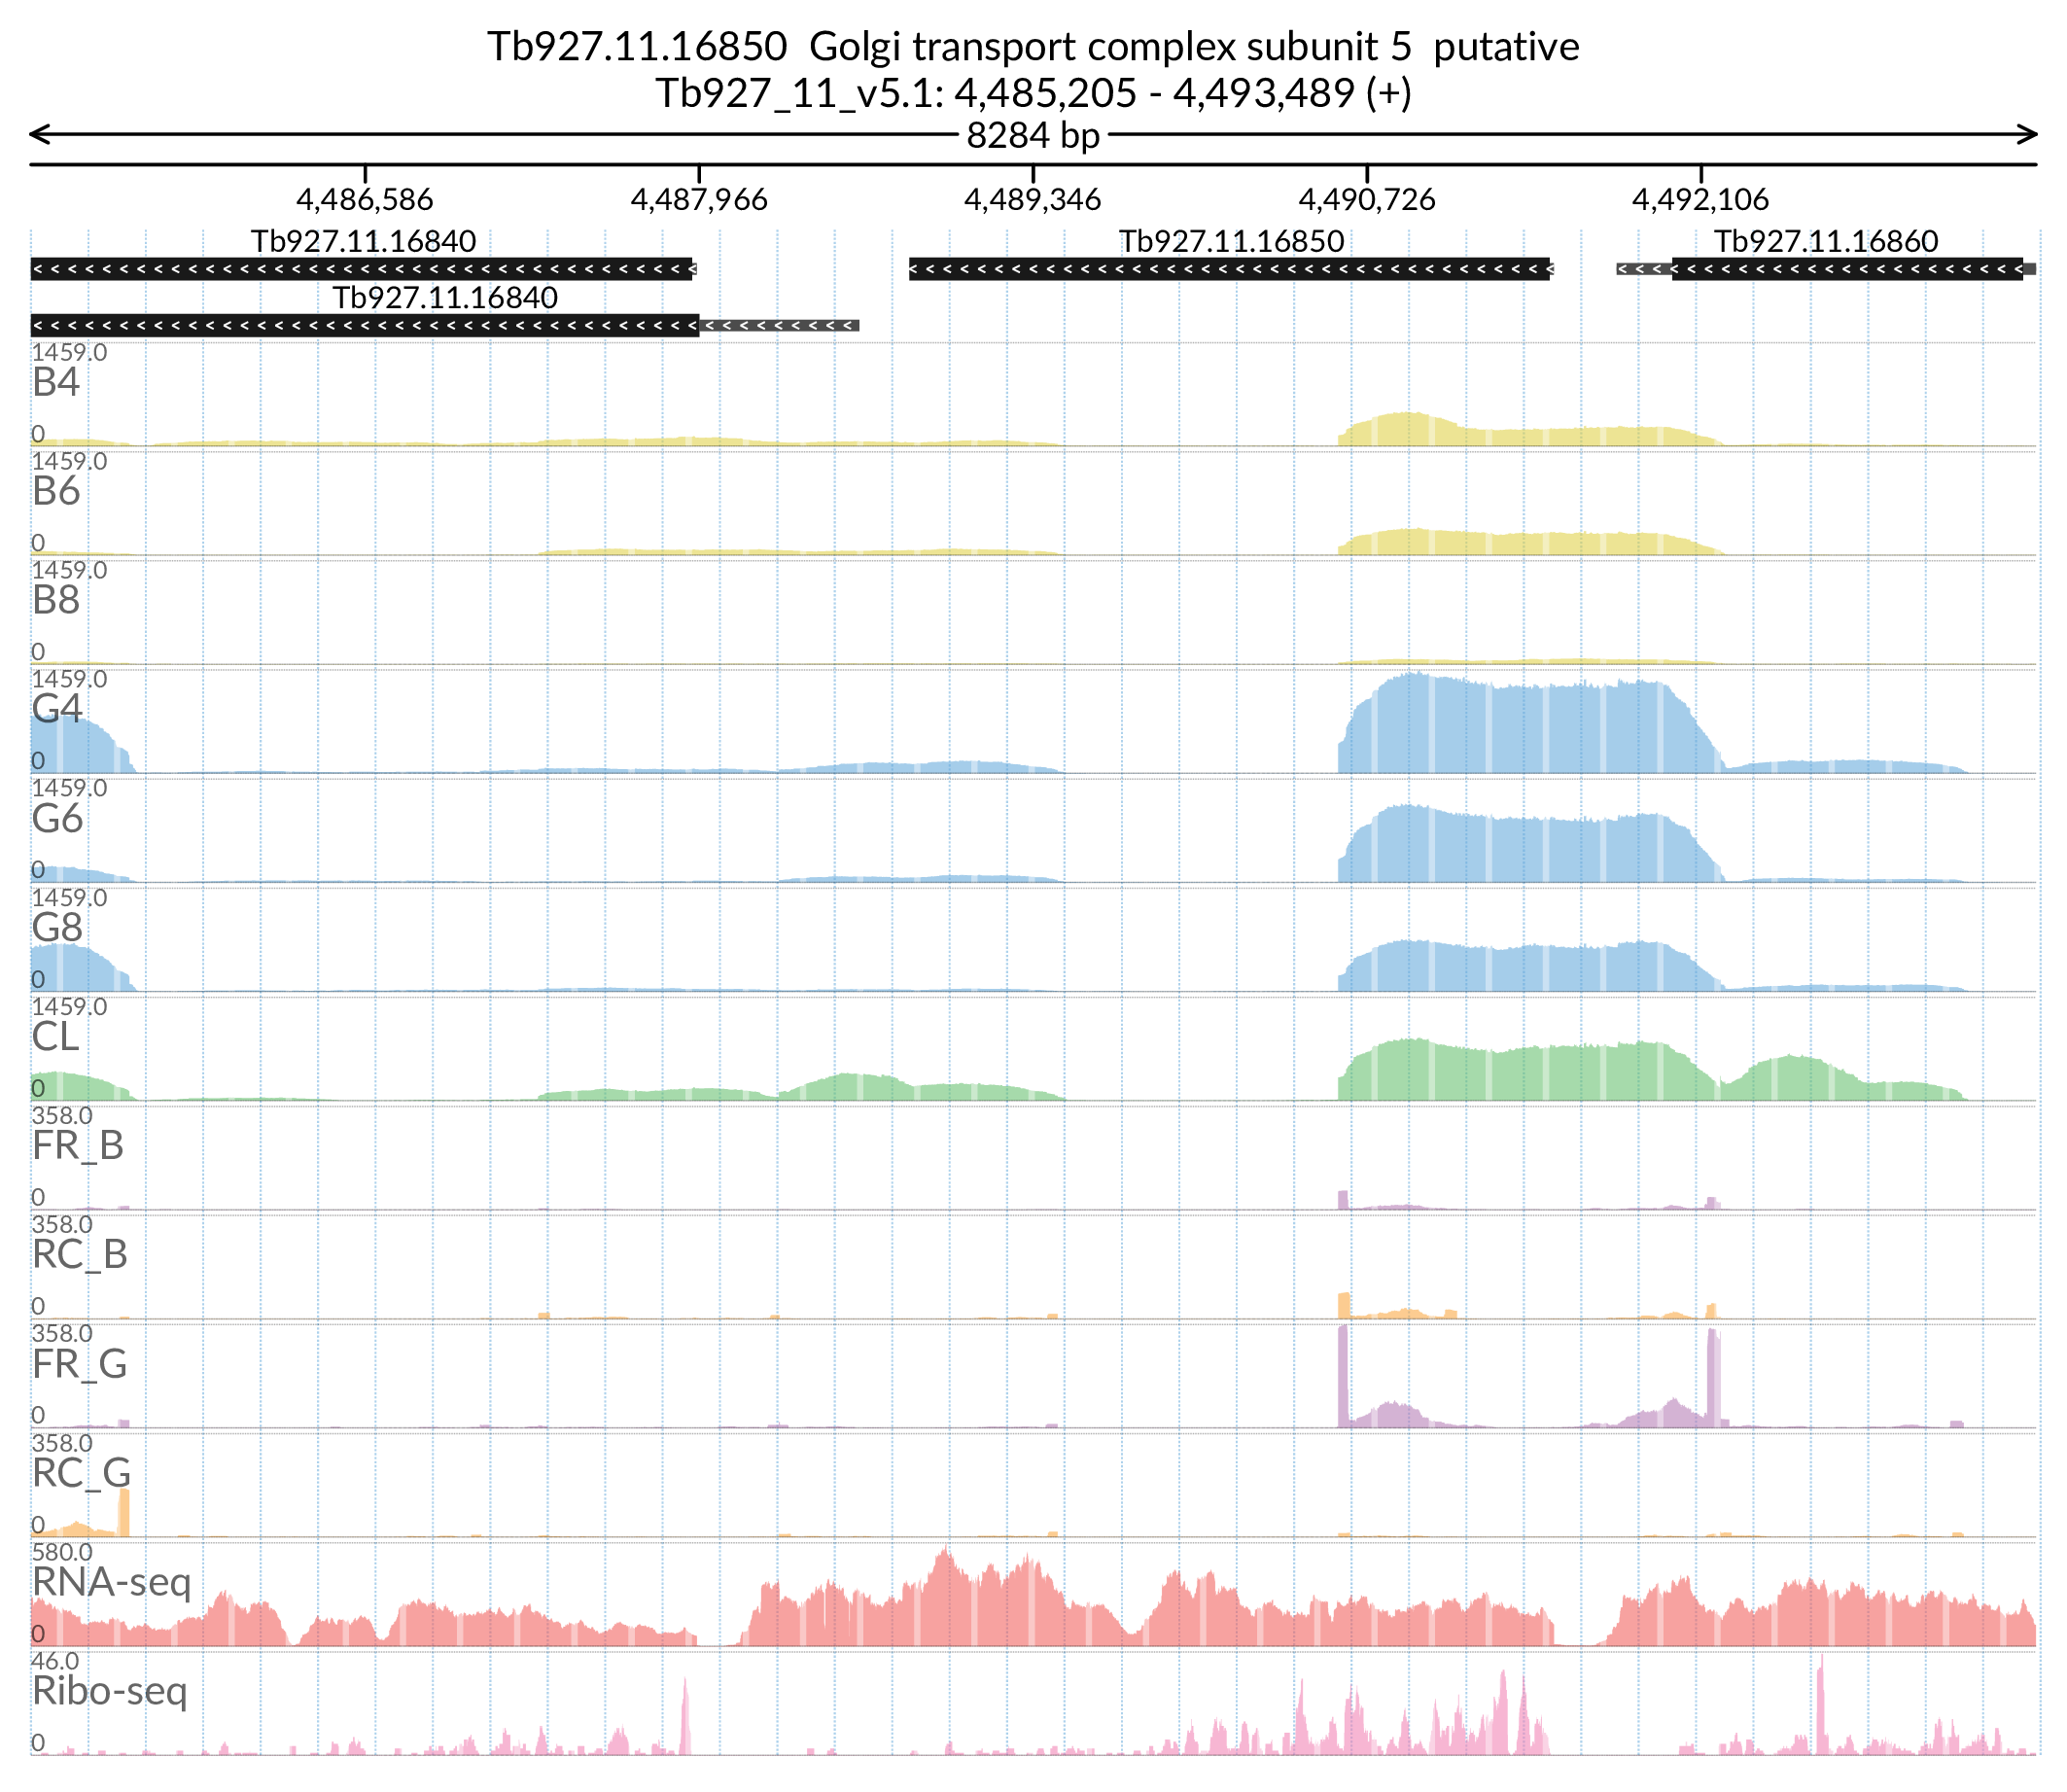 Tb927.11.16850  Golgi transport complex subunit 5  putative
Tb927_11_v5.1: 4,485,205 - 4,493,489 (+)
8284 bp
4,486,586 4,487,966 4,489,346 4,490,726 4,492,106
Tb927.11.16840 Tb927.11.16850 Tb927.11.16860
Tb927.11.16840
1459.0
B4
0
1459.0
B6
0
1459.0
B8
0
1459.0
G4
0
1459.0
G6
0
1459.0
G8
0
1459.0
CL
0
358.0
FR_B
0
358.0
RC_B
0
358.0
FR_G
0
358.0
RC_G
0
580.0
RNA-seq
0
46.0
Ribo-seq
0